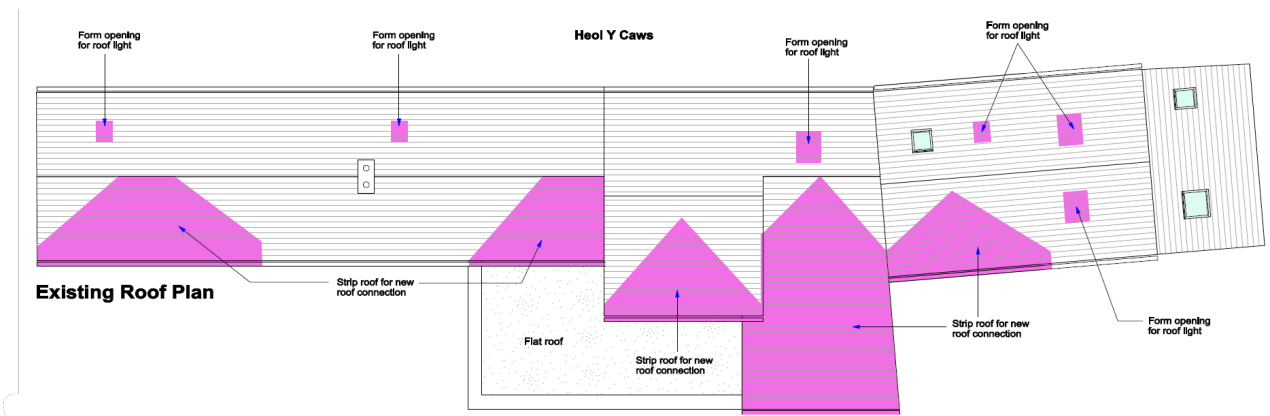 Form opening
for roof light
Form opening
for roof light
Heol Y Caws
Form opening
for roof light
Form opening
for roof light
Existing Roof Plan
Strip roof for new
roof connection
Flat roof
Strip roof for new
roof connection
Strip roof for new
roof connection
Form opening
for roof light